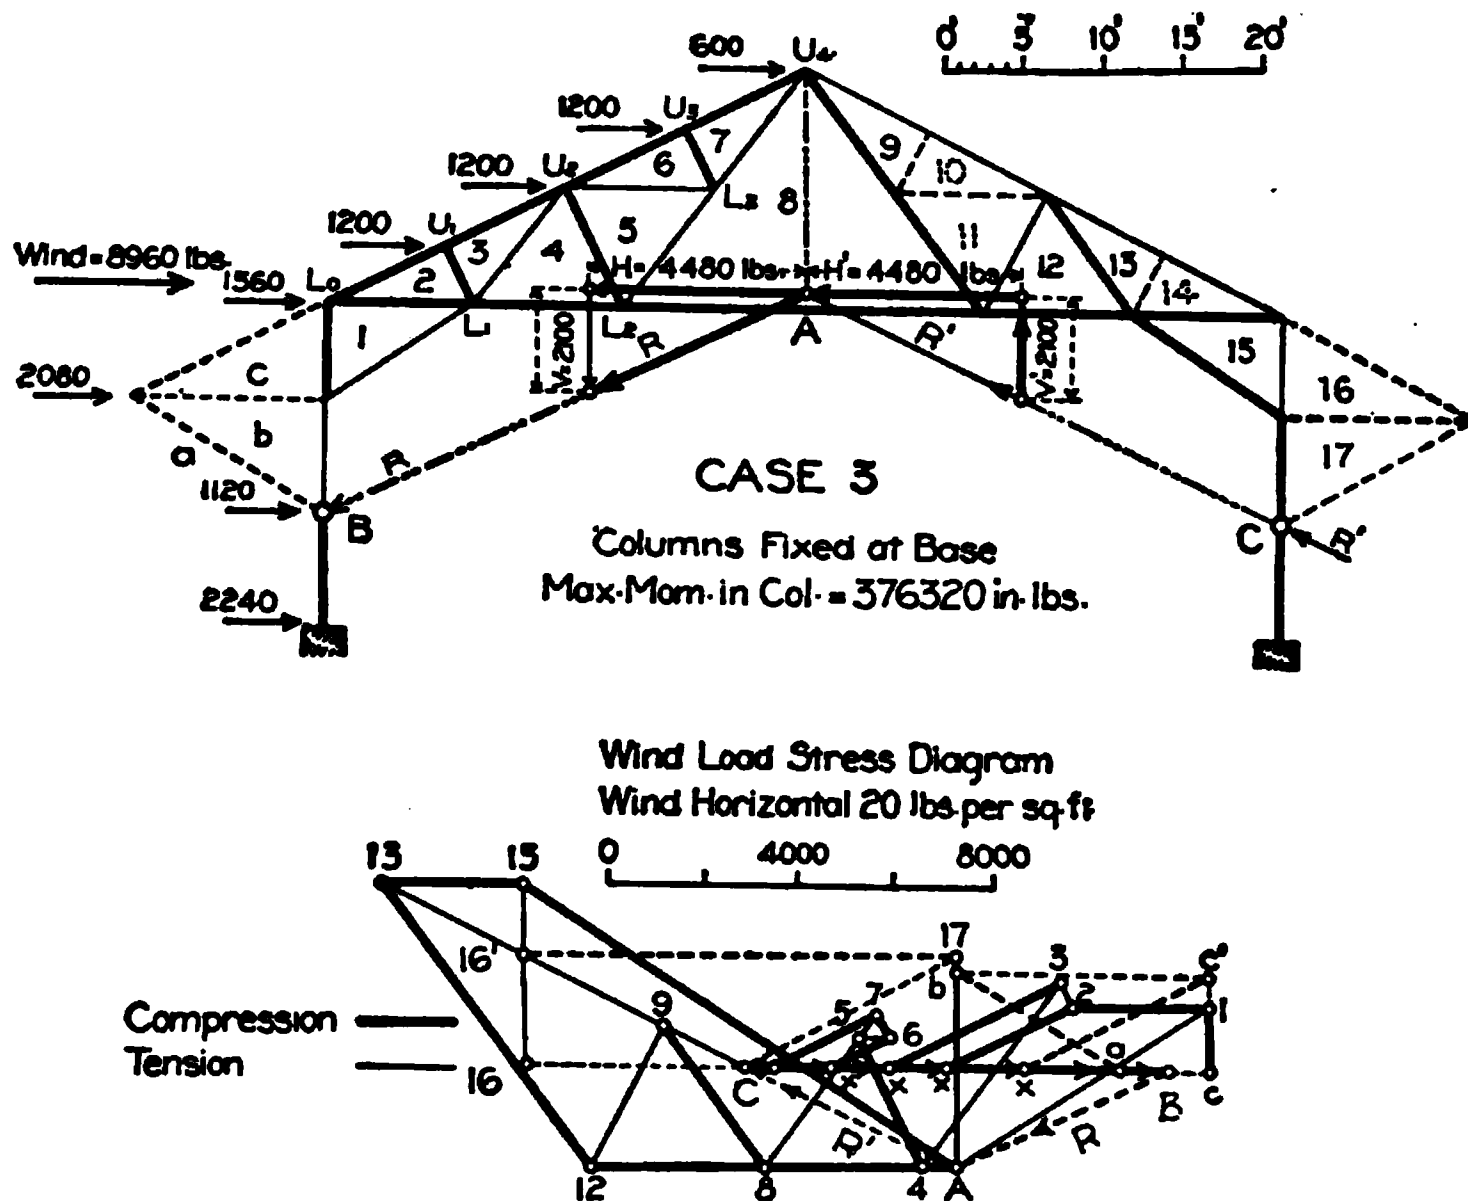 600
U4
0' 5' 10' 15' 20'
1200
U3
7
9
10
1200
U2
6
L3
8
1200
U1
3
4
5
11
12
13
14
Wind=8960 lbs.
1560
L0
2
H=4480 lbs.
H'=4480 lbs.
1
L1
L2
V=2100
R
A
R'
V'=2100
15
16
2080
c
b
a
17
R
CASE 3
1120
B
C
R'
Columns Fixed at Base
Max. Mom. in Col. = 376320 in. lbs.
2240
Wind Load Stress Diagram
Wind Horizontal 20 lbs. per sq. ft.
0 4000 8000
13
15
16'
17
b
3
c'
5
7
6
2
1
9
Compression
Tension
16
C
x
x
x
x
a
B
c
R'
R
12
8
4
A